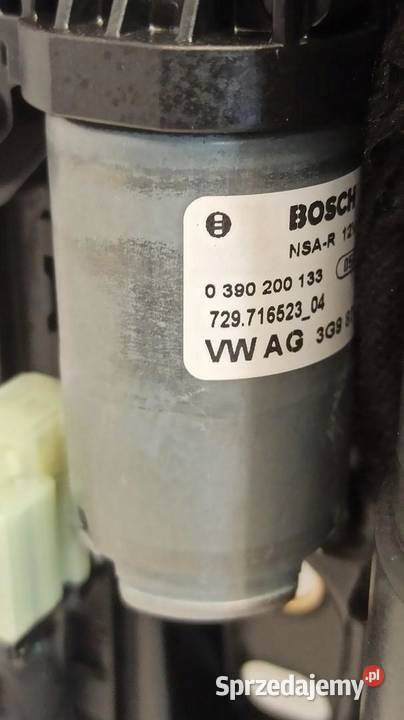 BOSCH
NSA-R 12
0 390 200 133
729.716523_04
VW AG 3G9
Sprzedajemy.pl